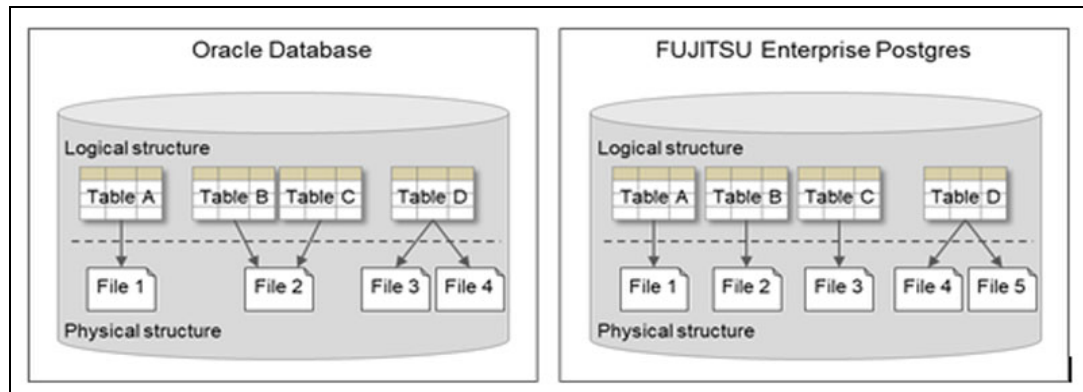 Oracle Database
Logical structure
Table A Table B Table C Table D
File 1 File 2 File 3 File 4
Physical structure
FUJITSU Enterprise Postgres
Logical structure
Table A Table B Table C Table D
File 1 File 2 File 3 File 4 File 5
Physical structure